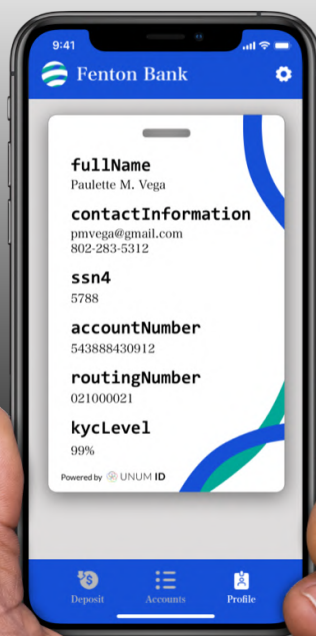 9:41
Fenton Bank
fullName
Paulette M. Vega
contactInformation
pmvega@gmail.com
802-283-5312
ssn4
5788
accountNumber
543888430912
routingNumber
021000021
kycLevel
99%
Powered by UNUM ID
Deposit Accounts Profile